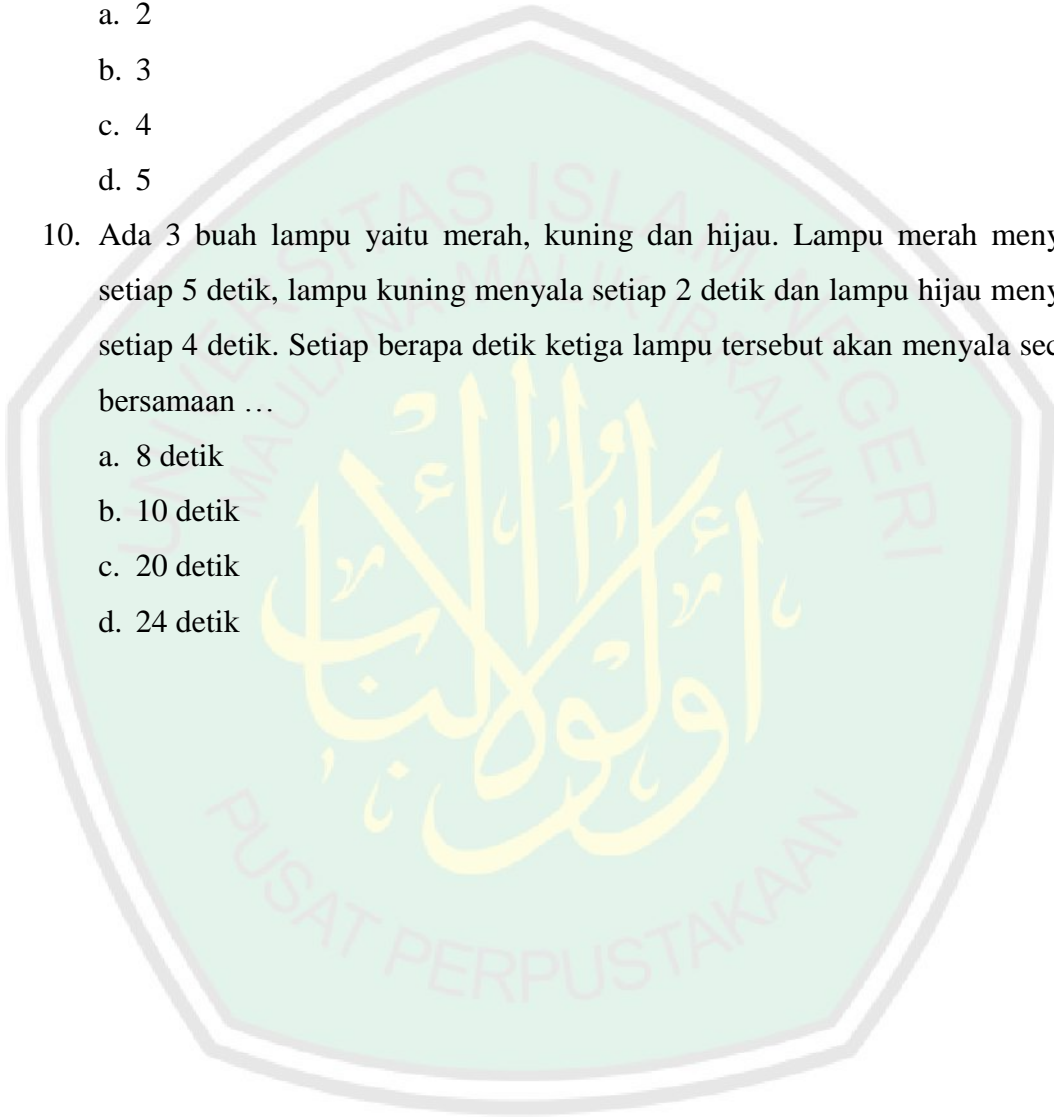 a. 2
b. 3
c. 4
d. 5
10. Ada 3 buah lampu yaitu merah, kuning dan hijau. Lampu merah meny
setiap 5 detik, lampu kuning menyala setiap 2 detik dan lampu hijau meny
setiap 4 detik. Setiap berapa detik ketiga lampu tersebut akan menyala sec
bersamaan …
a. 8 detik
b. 10 detik
c. 20 detik
d. 24 detik
UNIVERSITAS ISLAM NEGERI
MAULANA MALIK IBRAHIM
أولوا الألباب
PUSAT PERPUSTAKAAN